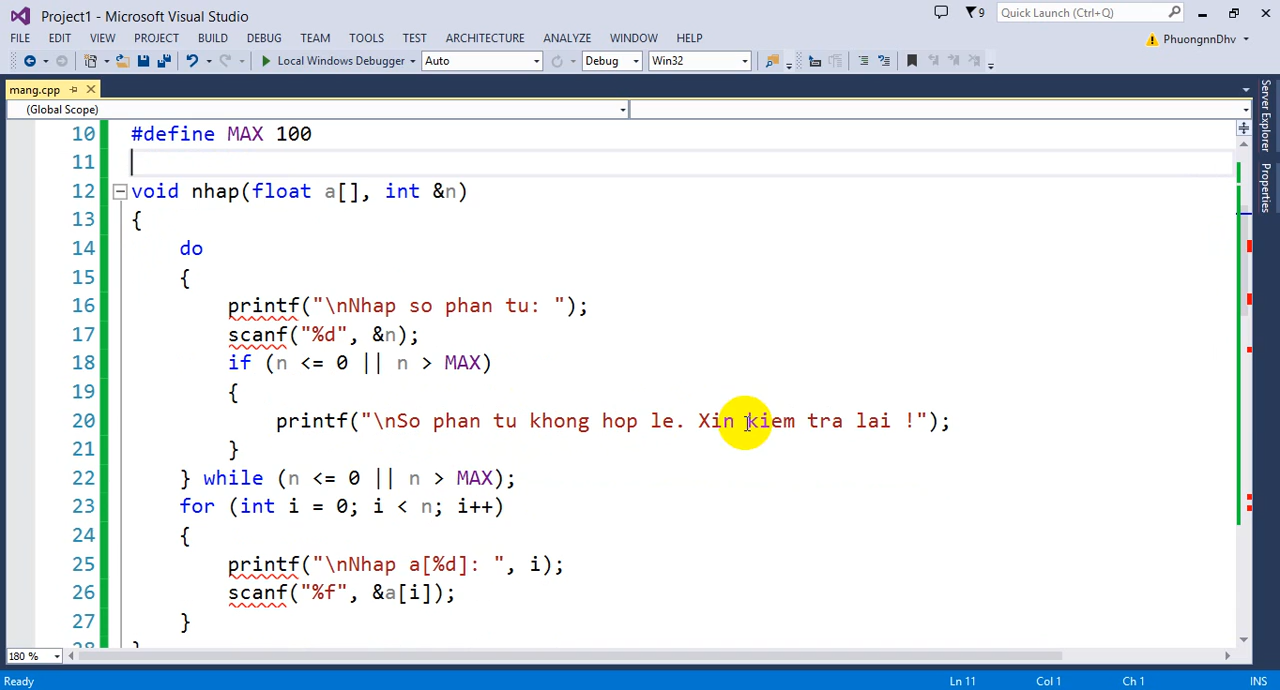 Project1 - Microsoft Visual Studio
9
Quick Launch (Ctrl+Q)
FILE EDIT VIEW PROJECT BUILD DEBUG TEAM TOOLS TEST ARCHITECTURE ANALYZE WINDOW HELP
PhuongnnDhv
Local Windows Debugger Auto Debug Win32
mang.cpp
(Global Scope)
Server Explorer
Properties
10 #define MAX 100
11
12 void nhap(float a[], int &n)
13 {
14 do
15 {
16 printf("\nNhap so phan tu: ");
17 scanf("%d", &n);
18 if (n <= 0 || n > MAX)
19 {
20 printf("\nSo phan tu khong hop le. Xin kiem tra lai !");
21 }
22 } while (n <= 0 || n > MAX);
23 for (int i = 0; i < n; i++)
24 {
25 printf("\nNhap a[%d]: ", i);
26 scanf("%f", &a[i]);
27 }
28 }
180 %
Ready Ln 11 Col 1 Ch 1 INS